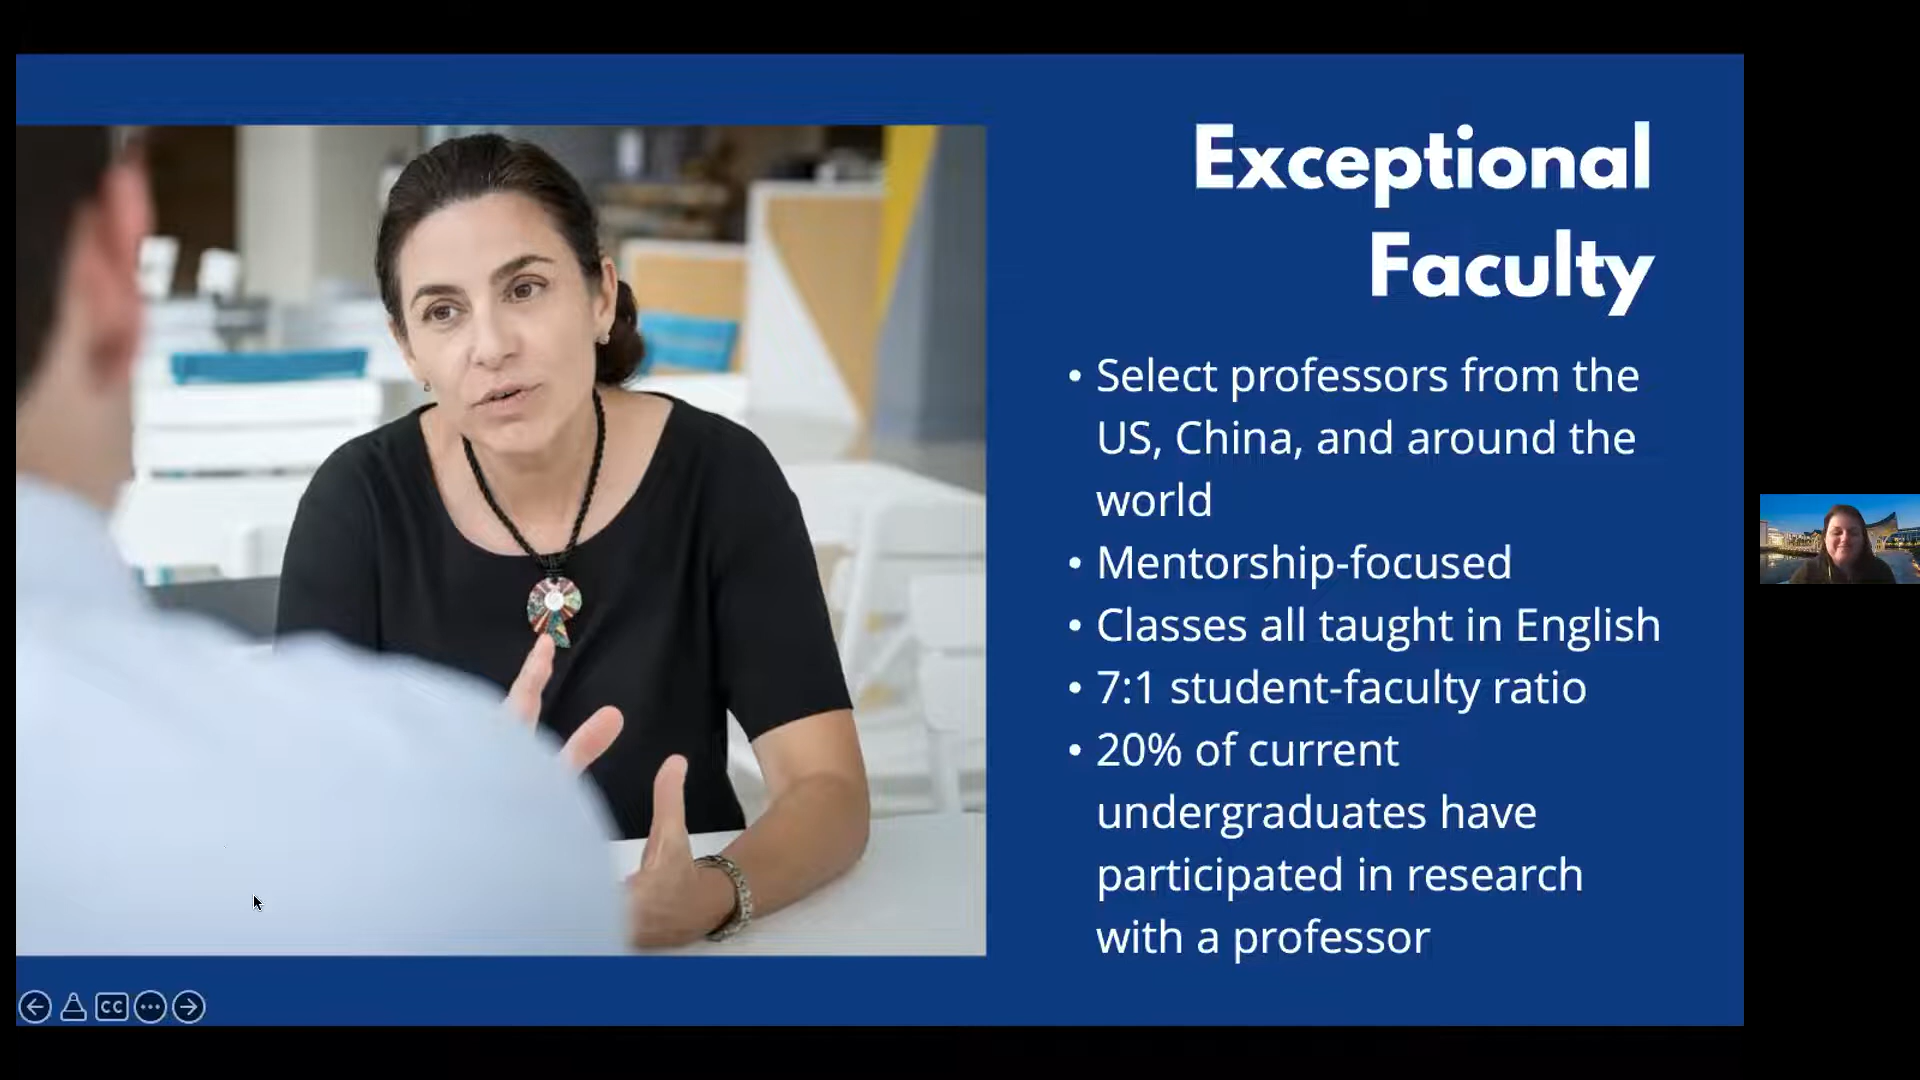 Exceptional
Faculty
• Select professors from the
US, China, and around the
world
• Mentorship-focused
• Classes all taught in English
• 7:1 student-faculty ratio
• 20% of current
undergraduates have
participated in research
with a professor
CC